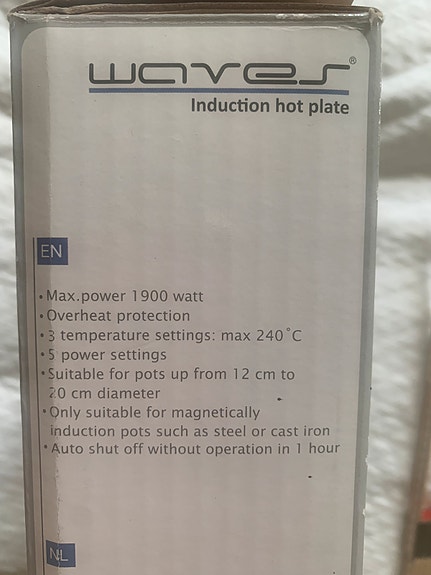 waves®
Induction hot plate
EN
• Max.power 1900 watt
• Overheat protection
• 3 temperature settings: max 240˚C
• 5 power settings
• Suitable for pots up from 12 cm to
20 cm diameter
• Only suitable for magnetically
induction pots such as steel or cast iron
• Auto shut off without operation in 1 hour
NL